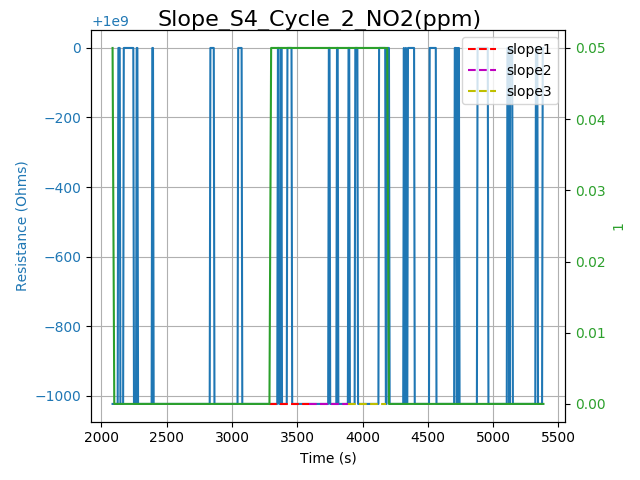 Slope_S4_Cycle_2_NO2(ppm)
+1e9
0
−200
−400
−600
−800
−1000
Resistance (Ohms)
slope1
slope2
slope3
0.05
0.04
0.03
0.02
0.01
0.00
1
2000 2500 3000 3500 4000 4500 5000 5500
Time (s)